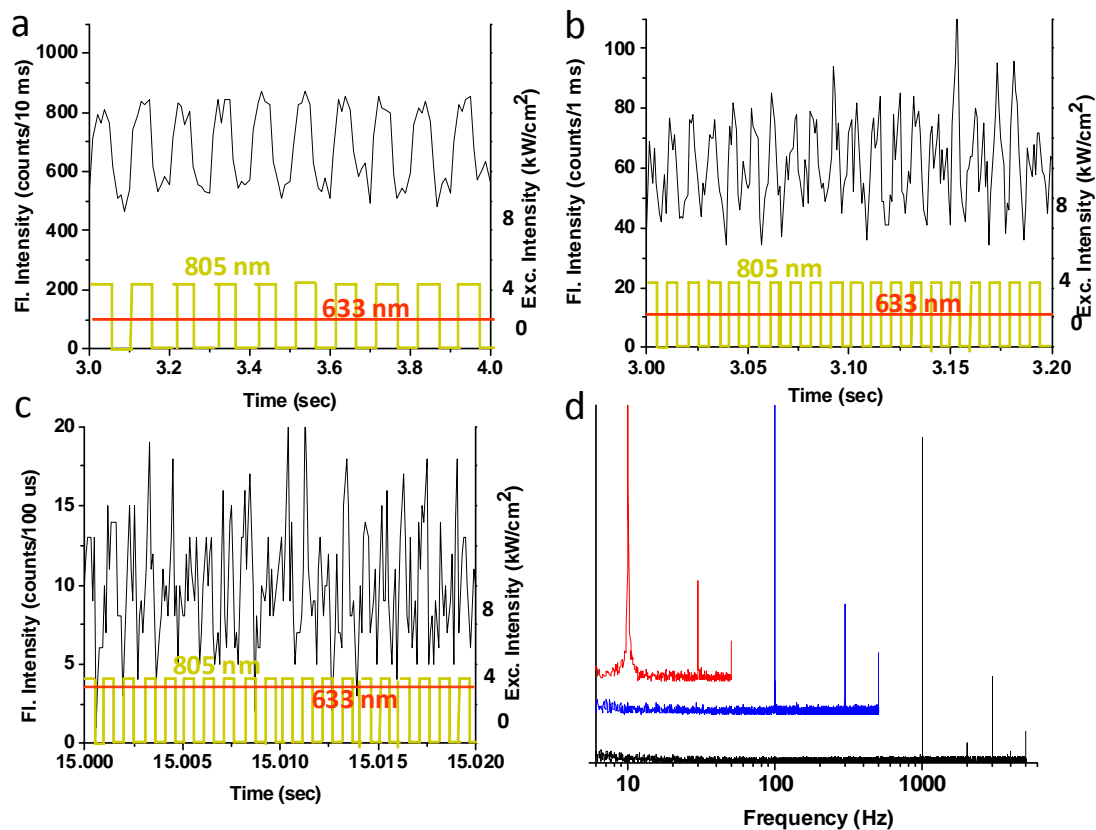 a
Fl. Intensity (counts/10 ms)
1000
800
600
400
200
0
805 nm
633 nm
8
4
0
Exc. Intensity (kW/cm2)
3.0 3.2 3.4 3.6 3.8 4.0
Time (sec)
b
Fl. Intensity (counts/1 ms)
100
80
60
40
20
0
805 nm
633 nm
8
4
0
Exc. Intensity (kW/cm2)
3.00 3.05 3.10 3.15 3.20
Time (sec)
c
Fl. Intensity (counts/100 us)
20
15
10
5
0
805 nm
633 nm
8
4
0
Exc. Intensity (kW/cm2)
15.000 15.005 15.010 15.015 15.020
Time (sec)
d
10 100 1000
Frequency (Hz)